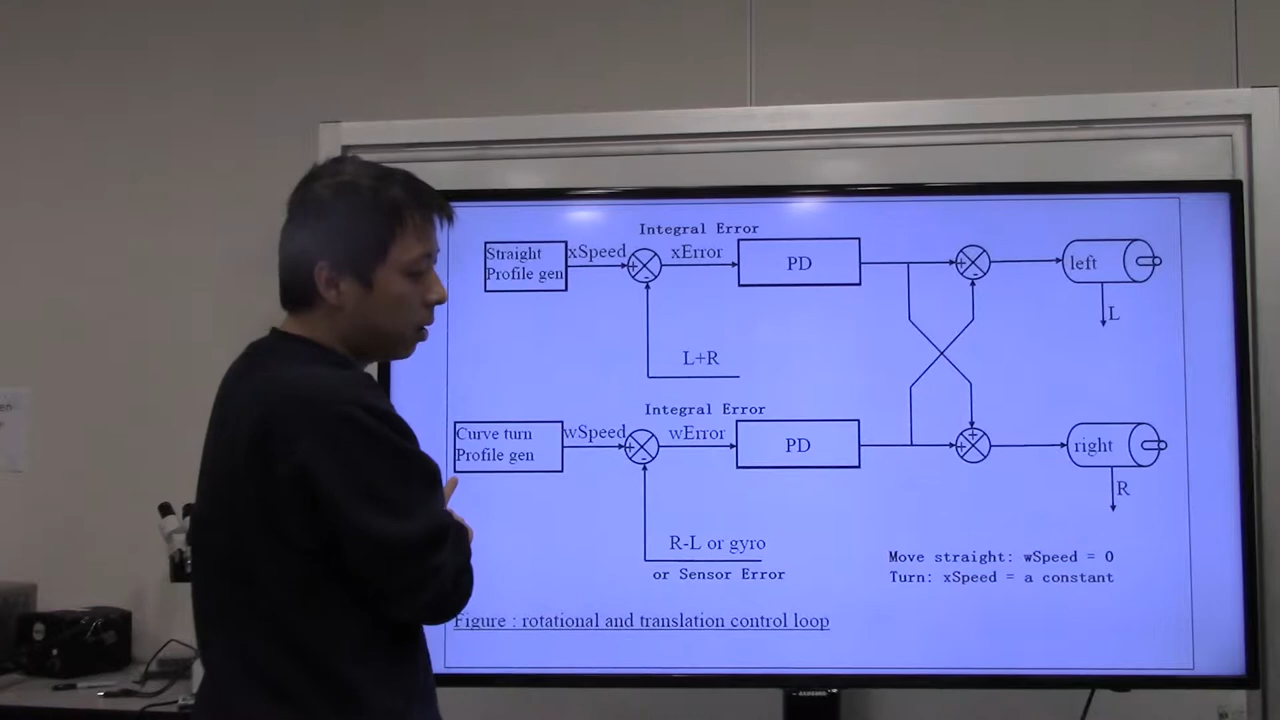 Integral Error
Straight
Profile gen
xSpeed
+
-
xError
PD
+
-
left
L
L+R
Integral Error
Curve turn
Profile gen
wSpeed
+
-
wError
PD
+
+
right
R
R-L or gyro
or Sensor Error
Move straight: wSpeed = 0
Turn: xSpeed = a constant
Figure : rotational and translation control loop